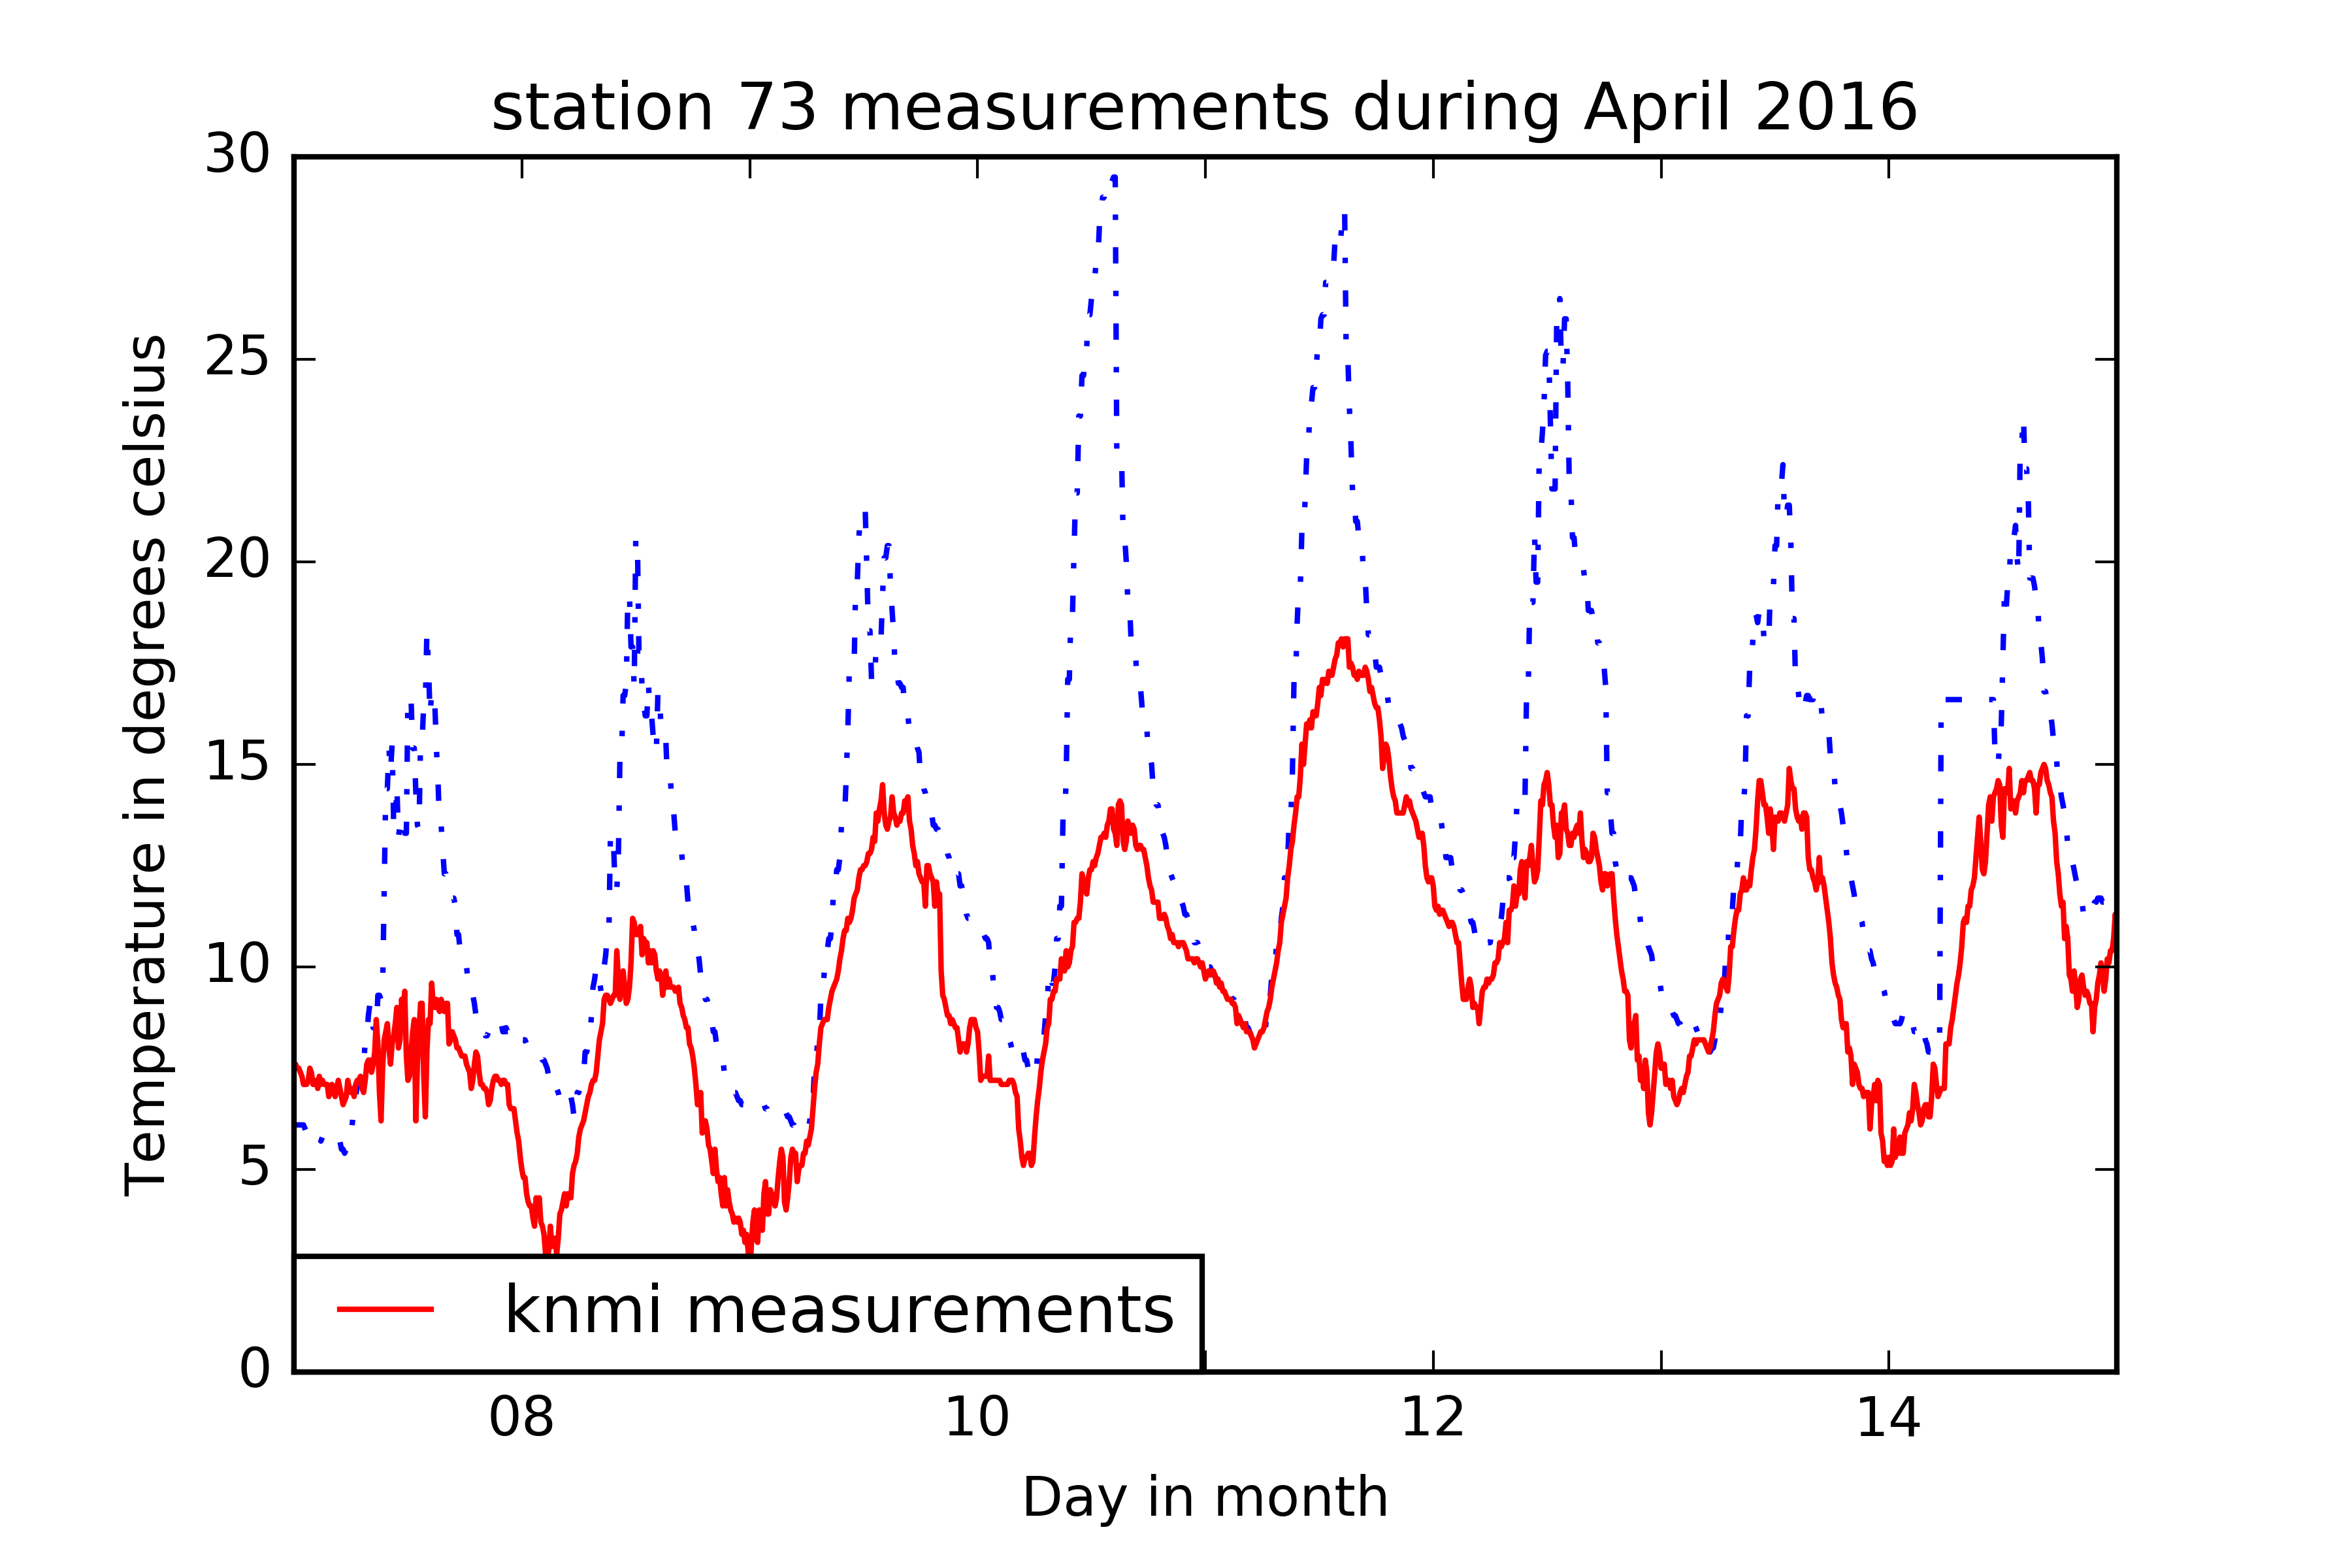 station 73 measurements during April 2016
Temperature in degrees celsius
30
25
20
15
10
5
0
knmi measurements
08 10 12 14
Day in month